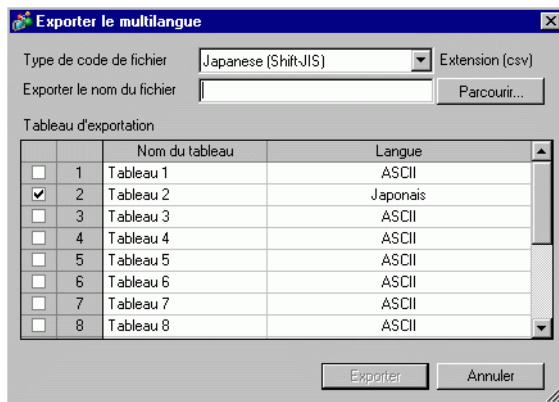 Exporter le multilangue
Type de code de fichier Japanese (Shift-JIS) Extension (csv)
Exporter le nom du fichier Parcourir...
Tableau d'exportation
Nom du tableau Langue
1 Tableau 1 ASCII
2 Tableau 2 Japonais
3 Tableau 3 ASCII
4 Tableau 4 ASCII
5 Tableau 5 ASCII
6 Tableau 6 ASCII
7 Tableau 7 ASCII
8 Tableau 8 ASCII
Exporter Annuler